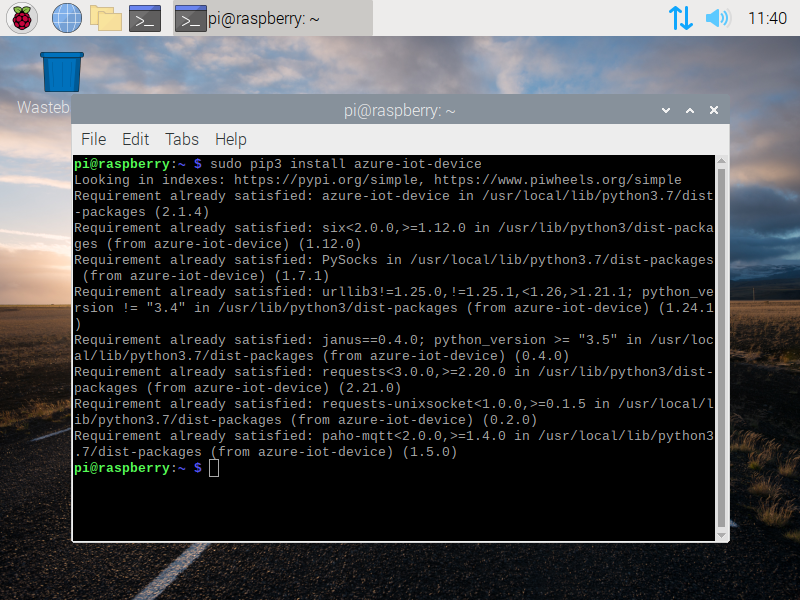 pi@raspberry: ~
11:40
Wasteb
pi@raspberry: ~
File Edit Tabs Help
pi@raspberry:~ $ sudo pip3 install azure-iot-device
Looking in indexes: https://pypi.org/simple, https://www.piwheels.org/simple
Requirement already satisfied: azure-iot-device in /usr/local/lib/python3.7/dist
-packages (2.1.4)
Requirement already satisfied: six<2.0.0,>=1.12.0 in /usr/lib/python3/dist-packa
ges (from azure-iot-device) (1.12.0)
Requirement already satisfied: PySocks in /usr/local/lib/python3.7/dist-packages
 (from azure-iot-device) (1.7.1)
Requirement already satisfied: urllib3!=1.25.0,!=1.25.1,<1.26,>1.21.1; python_ve
rsion != "3.4" in /usr/lib/python3/dist-packages (from azure-iot-device) (1.24.1
)
Requirement already satisfied: janus==0.4.0; python_version >= "3.5" in /usr/loc
al/lib/python3.7/dist-packages (from azure-iot-device) (0.4.0)
Requirement already satisfied: requests<3.0.0,>=2.20.0 in /usr/lib/python3/dist-
packages (from azure-iot-device) (2.21.0)
Requirement already satisfied: requests-unixsocket<1.0.0,>=0.1.5 in /usr/local/l
ib/python3.7/dist-packages (from azure-iot-device) (0.2.0)
Requirement already satisfied: paho-mqtt<2.0.0,>=1.4.0 in /usr/local/lib/python3
.7/dist-packages (from azure-iot-device) (1.5.0)
pi@raspberry:~ $